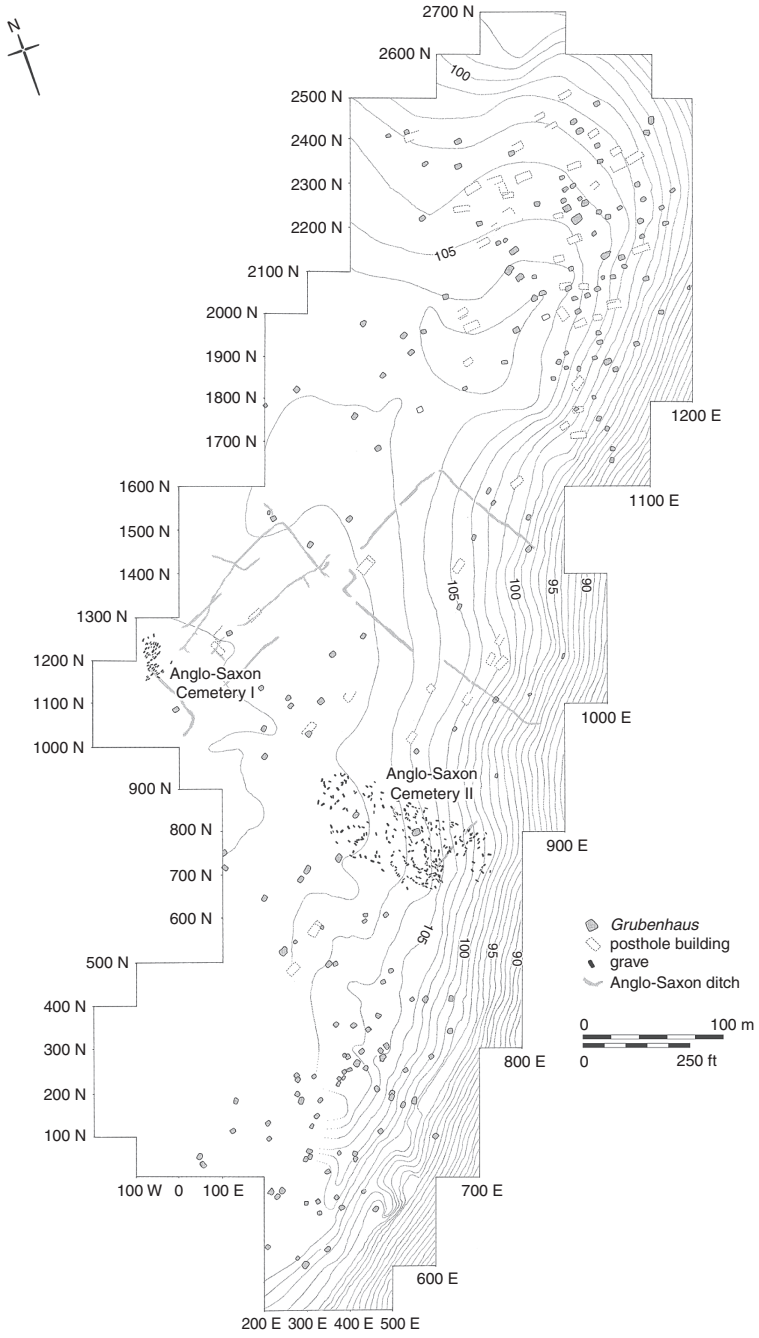 N
2700 N
2600 N
100
2500 N
2400 N
2300 N
2200 N
105
2100 N
2000 N
1900 N
1800 N
1200 E
1700 N
1600 N
1100 E
1500 N
1400 N
105
100
95
90
1300 N
1200 N
Anglo-Saxon
Cemetery I
1100 N
1000 E
1000 N
Anglo-Saxon
Cemetery II
900 N
800 N
900 E
700 N
600 N
105
100
95
90
500 N
Grubenhaus
posthole building
grave
Anglo-Saxon ditch
400 N
0 100 m
0 250 ft
300 N
800 E
200 N
100 N
100 W 0 100 E
700 E
600 E
200 E 300 E 400 E 500 E